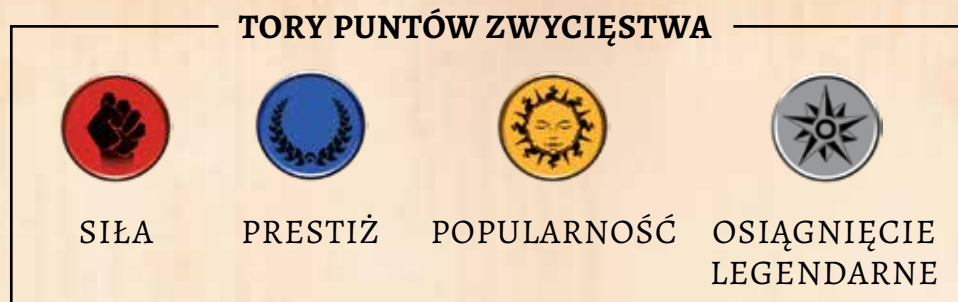 TORY PUNTÓW ZWYCIĘSTWA
SIŁA
PRESTIŻ
POPULARNOŚĆ
OSIĄGNIĘCIE
LEGENDARNE